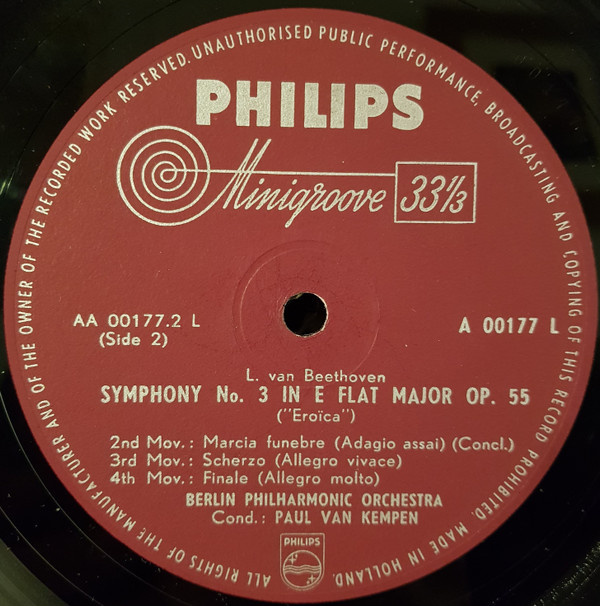 ALL RIGHTS OF THE MANUFACTURER AND OF THE OWNER OF THE RECORDED WORK RESERVED. UNAUTHORISED PUBLIC PERFORMANCE, BROADCASTING AND COPYING OF THIS RECORD PROHIBITED. MADE IN HOLLAND.
PHILIPS
Minigroove 33⅓
AA 00177.2 L
(Side 2)
A 00177 L
L. van Beethoven
SYMPHONY No. 3 IN E FLAT MAJOR OP. 55
("Eroïca")
2nd Mov.: Marcia funebre (Adagio assai) (Concl.)
3rd Mov.: Scherzo (Allegro vivace)
4th Mov.: Finale (Allegro molto)
BERLIN PHILHARMONIC ORCHESTRA
Cond.: PAUL VAN KEMPEN
PHILIPS